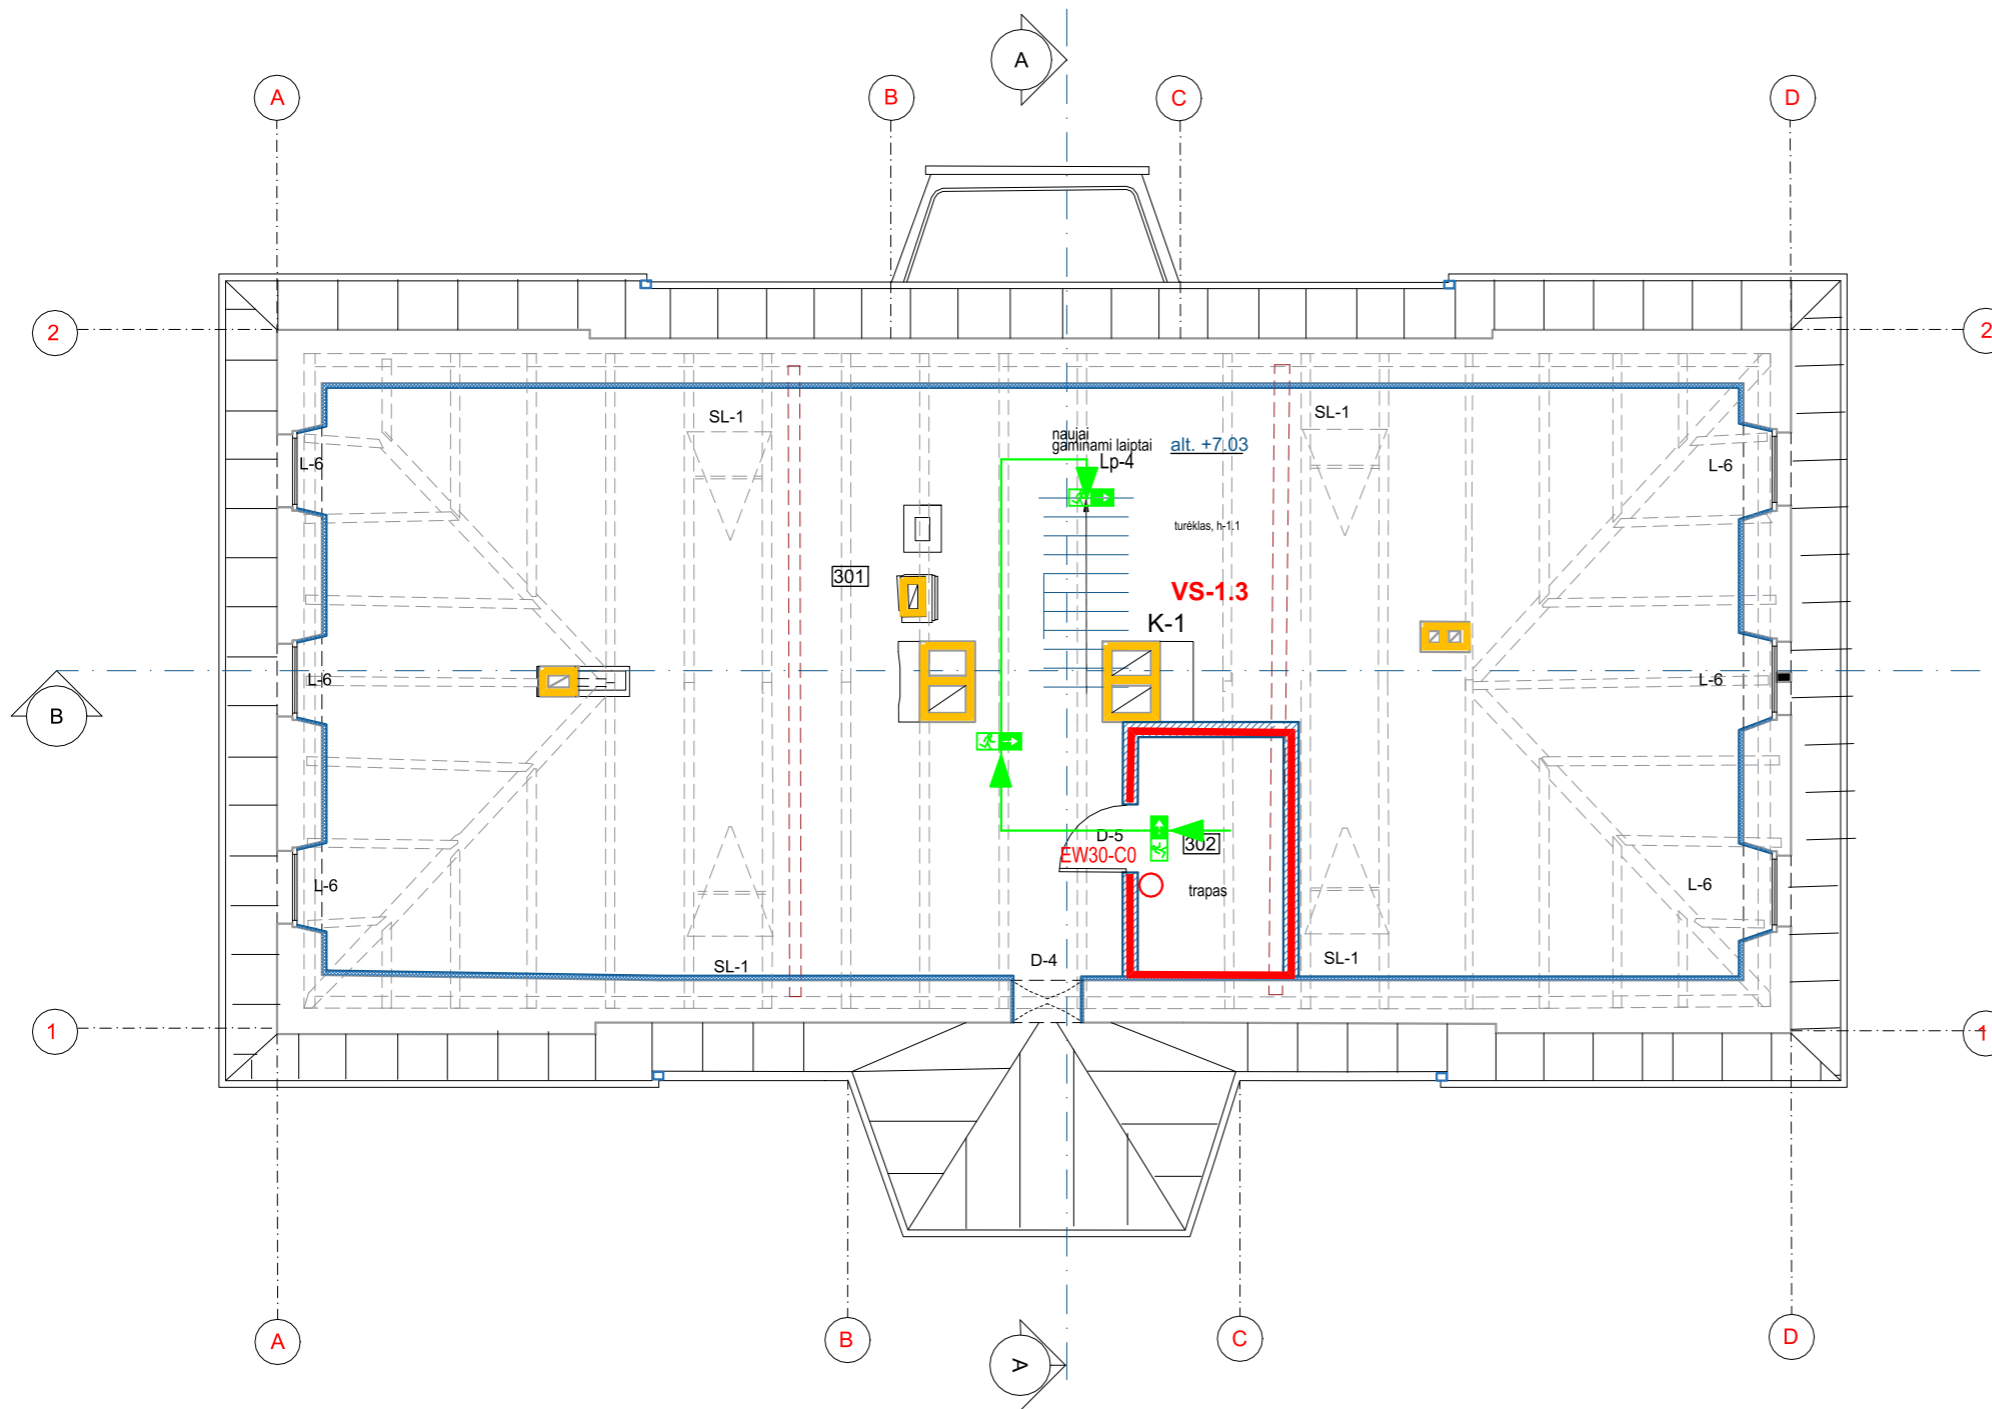 A
A
B
C
D
2
2
SL-1
SL-1
naujai
gaminami laiptai
alt. +7.03
Lp-4
L-6
L-6
turėklas, h-1.1
301
VS-1.3
K-1
L-6
L-6
B
D-5
302
EW30-C0
trapas
L-6
L-6
D-4
SL-1
SL-1
1
1
A
B
C
D
A